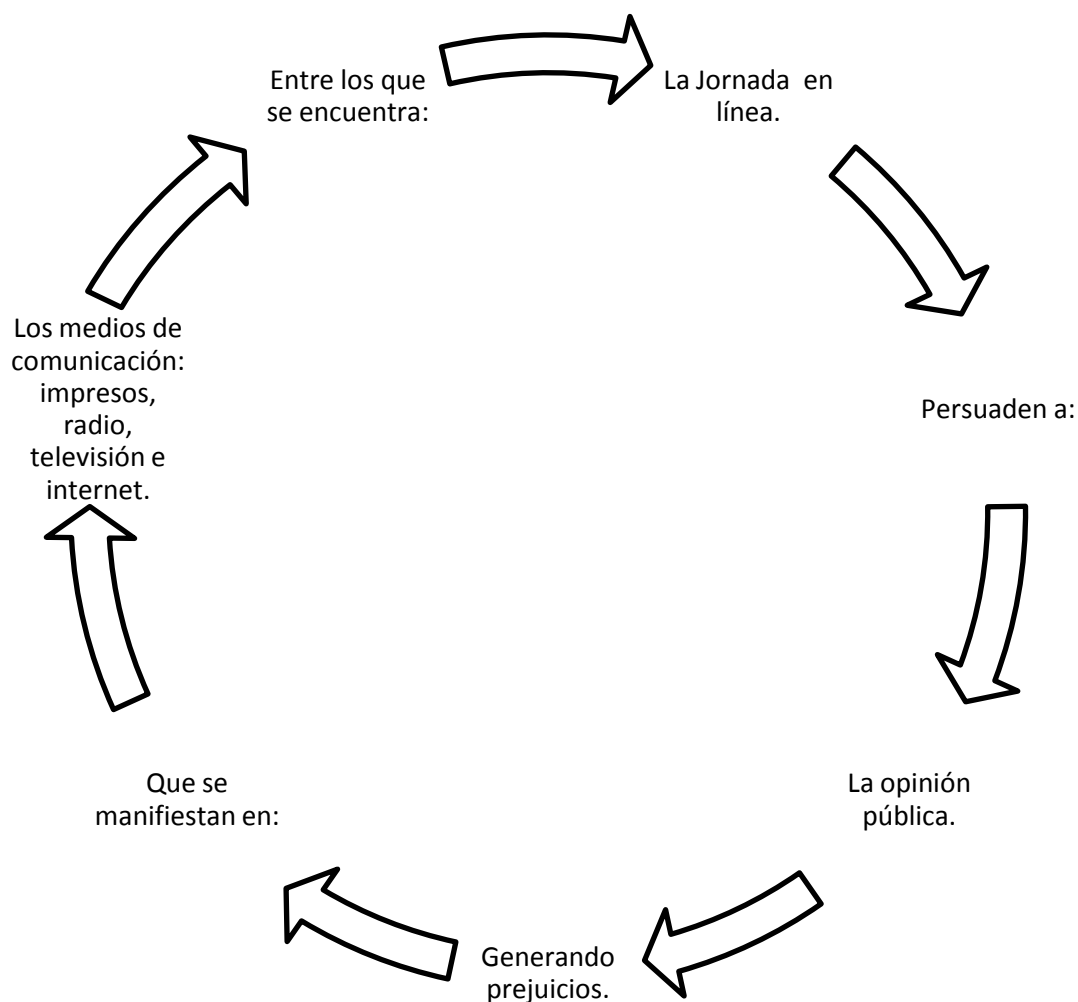 Entre los que
se encuentra:
La Jornada en
línea.
Persuaden a:
La opinión
pública.
Generando
prejuicios.
Que se
manifiestan en:
Los medios de
comunicación:
impresos,
radio,
televisión e
internet.